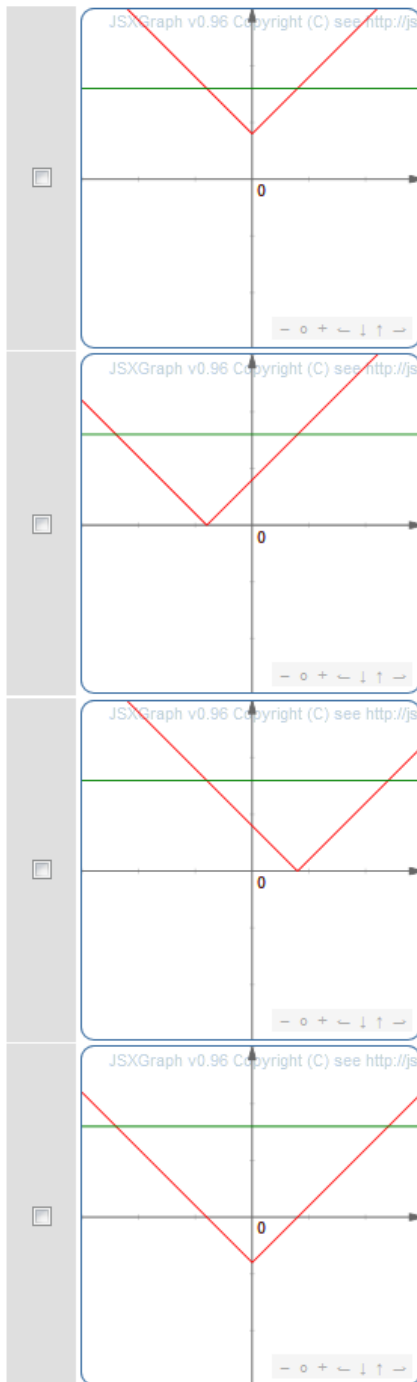 JSXGraph v0.96 Copyright (C) see http://js
0
− o + ← ↓ ↑ →
JSXGraph v0.96 Copyright (C) see http://js
0
− o + ← ↓ ↑ →
JSXGraph v0.96 Copyright (C) see http://js
0
− o + ← ↓ ↑ →
JSXGraph v0.96 Copyright (C) see http://js
0
− o + ← ↓ ↑ →